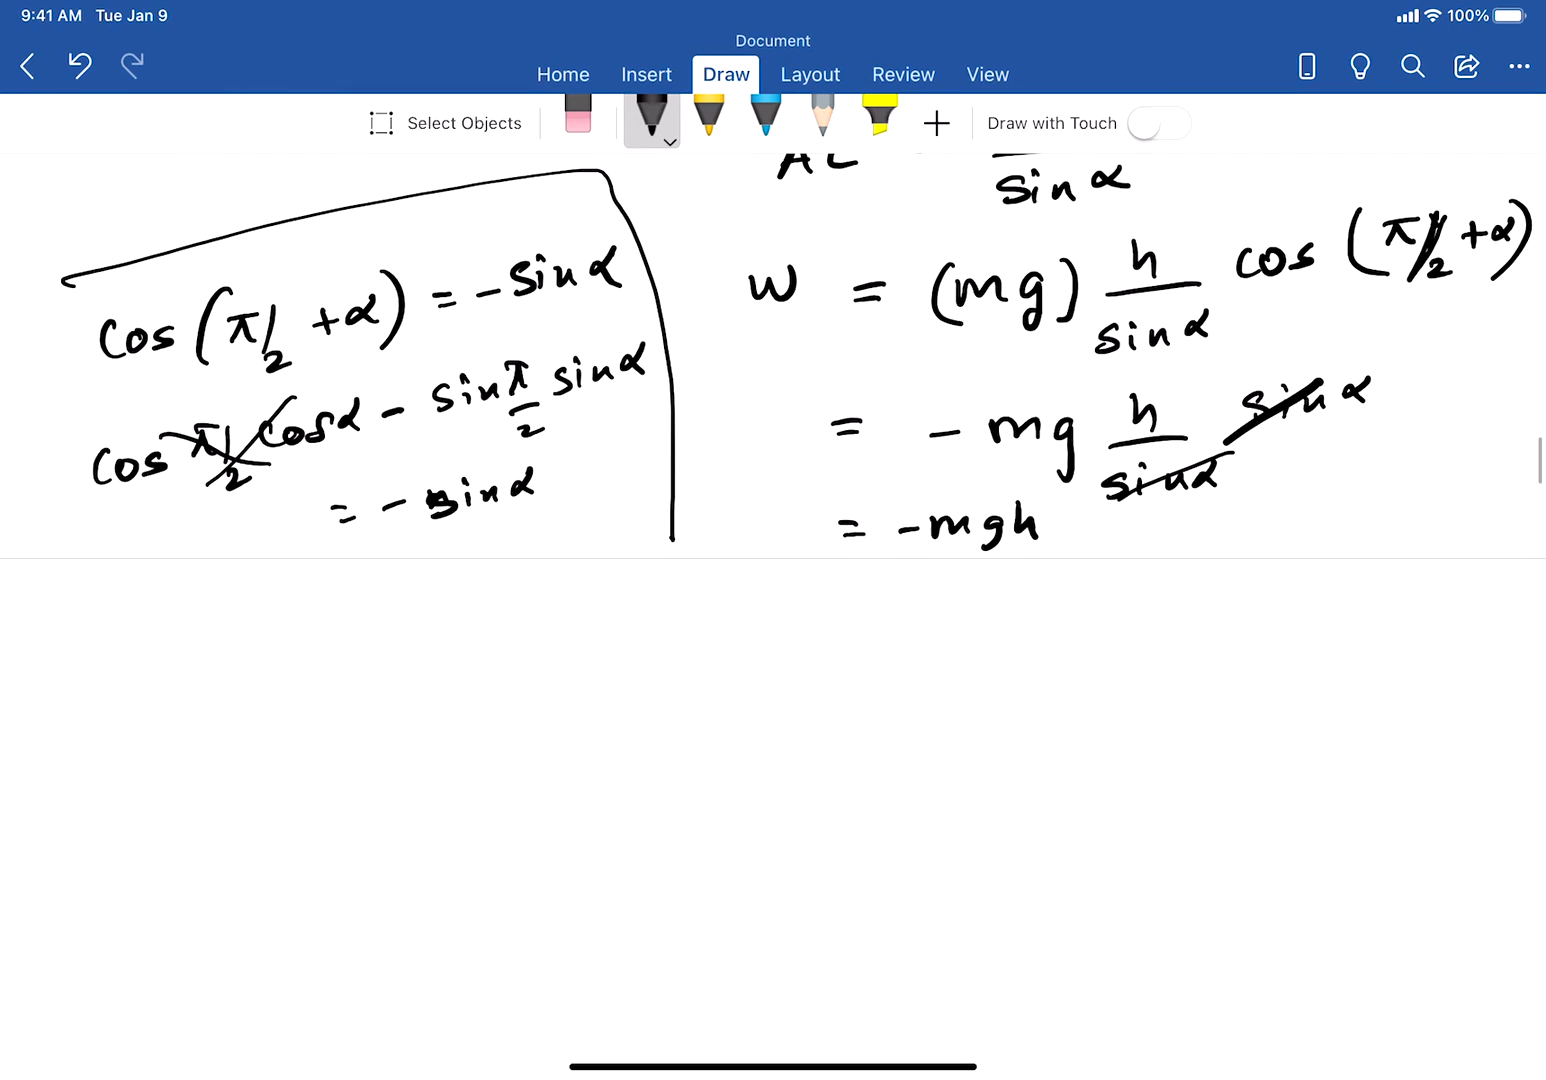 9:41 AM Tue Jan 9 100%
Document
Home Insert Draw Layout Review View
Select Objects Draw with Touch
AC
sin α
cos (π/2 + α) = - sin α
cos π/2 cos α - sin π/2 sin α
= - sin α
W = (mg) h/sin α cos (π/2 + α)
= - mg h/sin α sin α
= - mgh